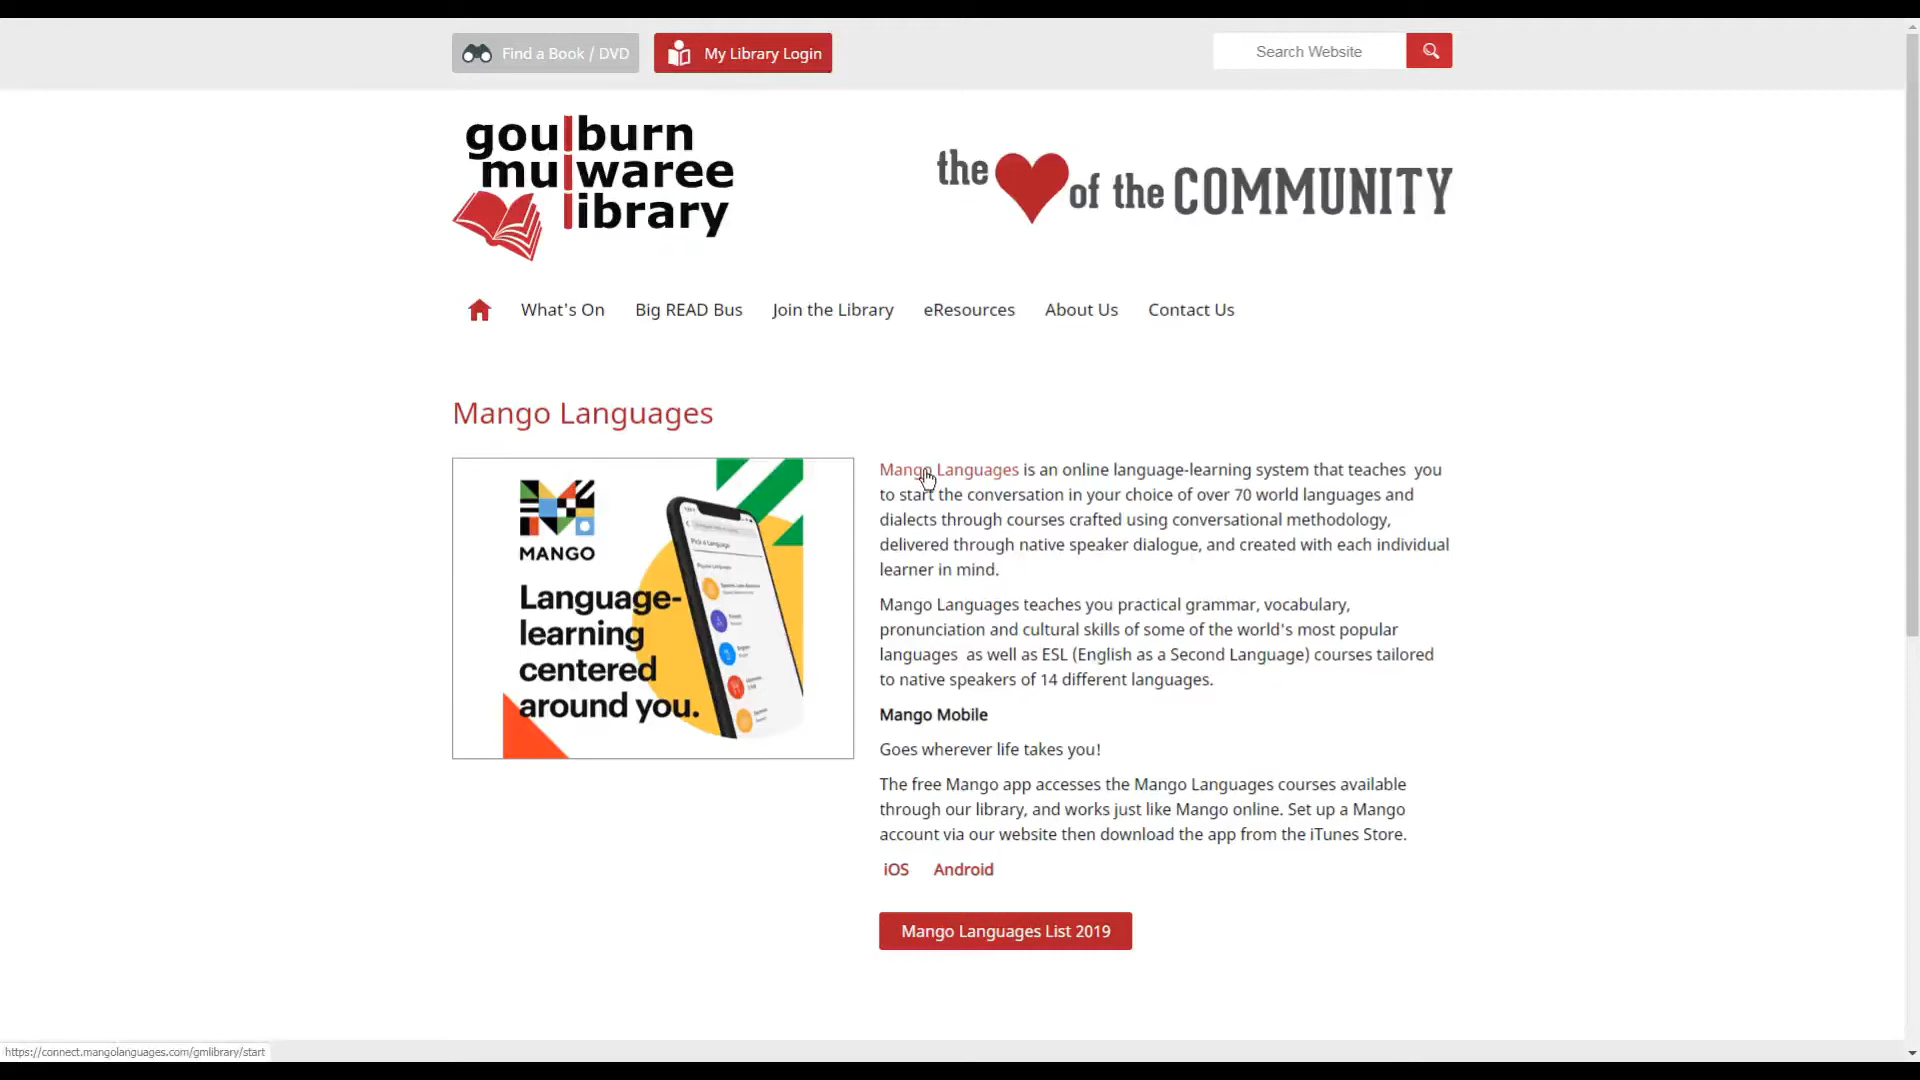 Find a Book / DVD
My Library Login
Search Website
goulburn
mulwaree
library
the of the COMMUNITY
What's On
Big READ Bus
Join the Library
eResources
About Us
Contact Us
Mango Languages
MANGO
Language-
learning
centered
around you.
Pick a Language
Mango Languages is an online language-learning system that teaches you
to start the conversation in your choice of over 70 world languages and
dialects through courses crafted using conversational methodology,
delivered through native speaker dialogue, and created with each individual
learner in mind.
Mango Languages teaches you practical grammar, vocabulary,
pronunciation and cultural skills of some of the world's most popular
languages as well as ESL (English as a Second Language) courses tailored
to native speakers of 14 different languages.
Mango Mobile
Goes wherever life takes you!
The free Mango app accesses the Mango Languages courses available
through our library, and works just like Mango online. Set up a Mango
account via our website then download the app from the iTunes Store.
iOS Android
Mango Languages List 2019
https://connect.mangolanguages.com/gmlibrary/start